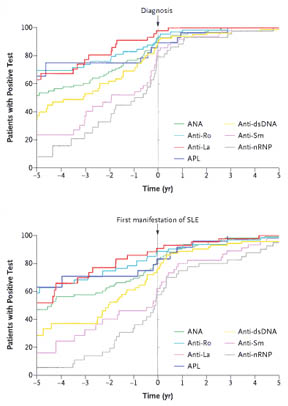 Diagnosis
Patients with Positive Test
100
80
60
40
20
0
ANA
Anti-Ro
Anti-La
APL
Anti-dsDNA
Anti-Sm
Anti-nRNP
-5 -4 -3 -2 -1 0 1 2 3 4 5
Time (yr)
First manifestation of SLE
Patients with Positive Test
100
80
60
40
20
0
ANA
Anti-Ro
Anti-La
APL
Anti-dsDNA
Anti-Sm
Anti-nRNP
-5 -4 -3 -2 -1 0 1 2 3 4 5
Time (yr)